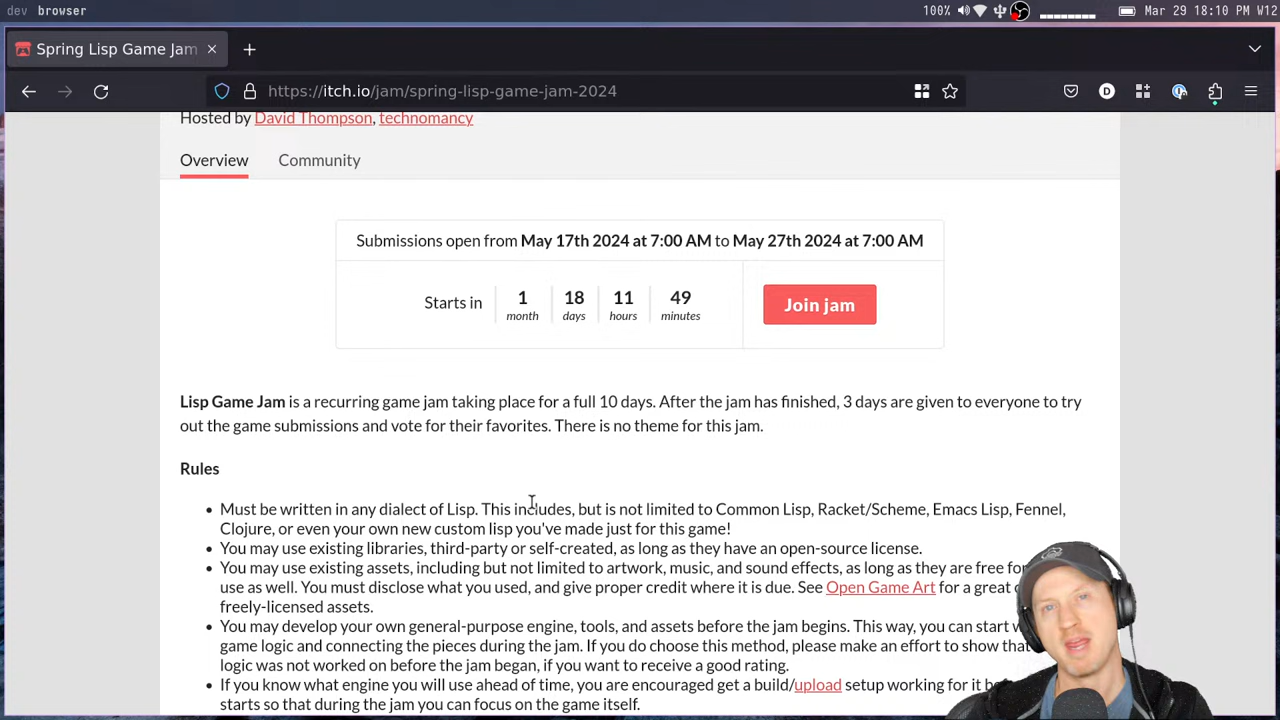 dev browser
100% Mar 29 18:10 PM W12
Spring Lisp Game Jam
https://itch.io/jam/spring-lisp-game-jam-2024
Hosted by David Thompson, technomancy
Overview Community
Submissions open from May 17th 2024 at 7:00 AM to May 27th 2024 at 7:00 AM
Starts in 1 month 18 days 11 hours 49 minutes
Join jam
Lisp Game Jam is a recurring game jam taking place for a full 10 days. After the jam has finished, 3 days are given to everyone to try
out the game submissions and vote for their favorites. There is no theme for this jam.
Rules
Must be written in any dialect of Lisp. This includes, but is not limited to Common Lisp, Racket/Scheme, Emacs Lisp, Fennel,
Clojure, or even your own new custom lisp you've made just for this game!
You may use existing libraries, third-party or self-created, as long as they have an open-source license.
You may use existing assets, including but not limited to artwork, music, and sound effects, as long as they are free for
use as well. You must disclose what you used, and give proper credit where it is due. See Open Game Art for a great
freely-licensed assets.
You may develop your own general-purpose engine, tools, and assets before the jam begins. This way, you can start
game logic and connecting the pieces during the jam. If you do choose this method, please make an effort to show that
logic was not worked on before the jam began, if you want to receive a good rating.
If you know what engine you will use ahead of time, you are encouraged get a build/upload setup working for it
starts so that during the jam you can focus on the game itself.